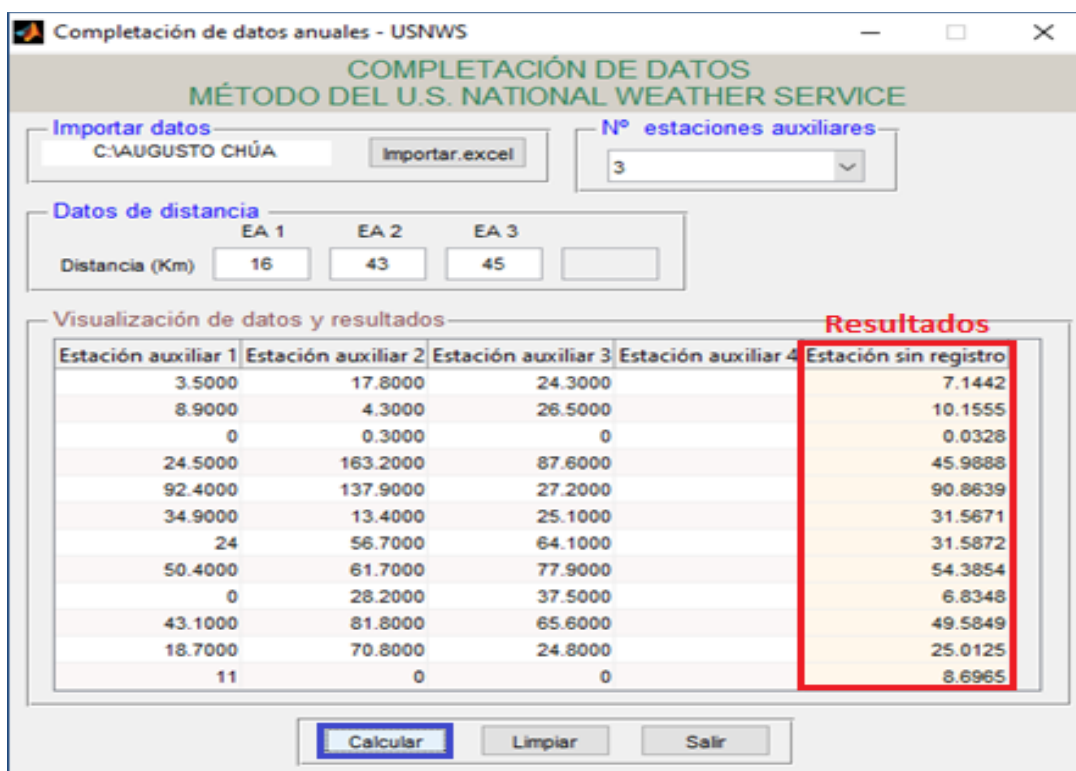 Completación de datos anuales - USNWS
COMPLETACIÓN DE DATOS
MÉTODO DEL U.S. NATIONAL WEATHER SERVICE
Importar datos
C:\AUGUSTO CHÚA
Importar.excel
Nº estaciones auxiliares
3
Datos de distancia
EA 1 EA 2 EA 3
Distancia (Km) 16 43 45
Visualización de datos y resultados
Resultados
Estación auxiliar 1 Estación auxiliar 2 Estación auxiliar 3 Estación auxiliar 4 Estación sin registro
3.5000 17.8000 24.3000 7.1442
8.9000 4.3000 26.5000 10.1555
0 0.3000 0 0.0328
24.5000 163.2000 87.6000 45.9888
92.4000 137.9000 27.2000 90.8639
34.9000 13.4000 25.1000 31.5671
24 56.7000 64.1000 31.5872
50.4000 61.7000 77.9000 54.3854
0 28.2000 37.5000 6.8348
43.1000 81.8000 65.6000 49.5849
18.7000 70.8000 24.8000 25.0125
11 0 0 8.6965
Calcular Limpiar Salir